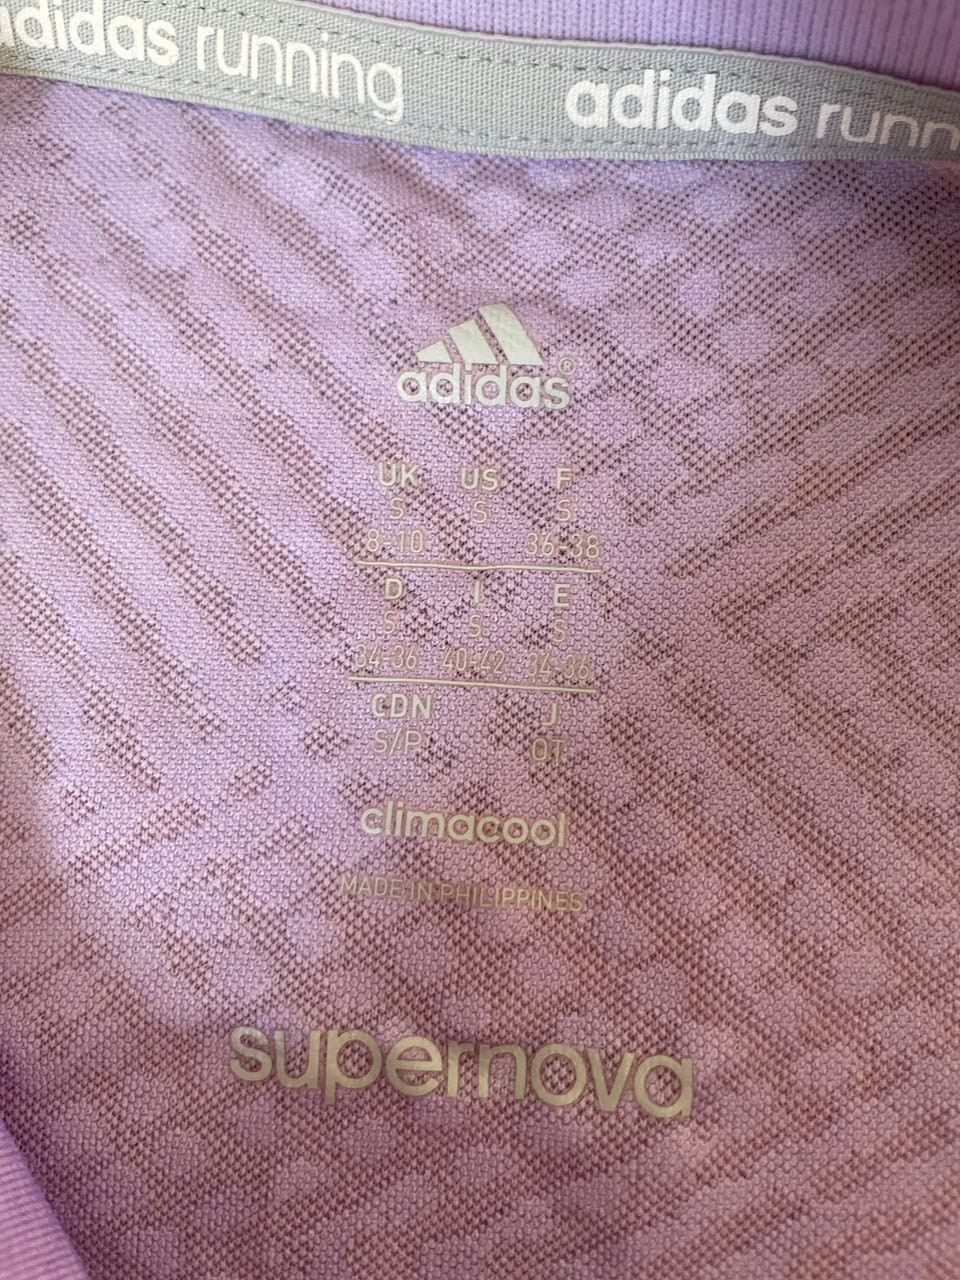 adidas running adidas runn
adidas®
UK US F
S S S
8-10 36-38
D I E
S S S
34-36 40-42 34-36
CDN J
S/P OT
climacool
MADE IN PHILIPPINES
supernova